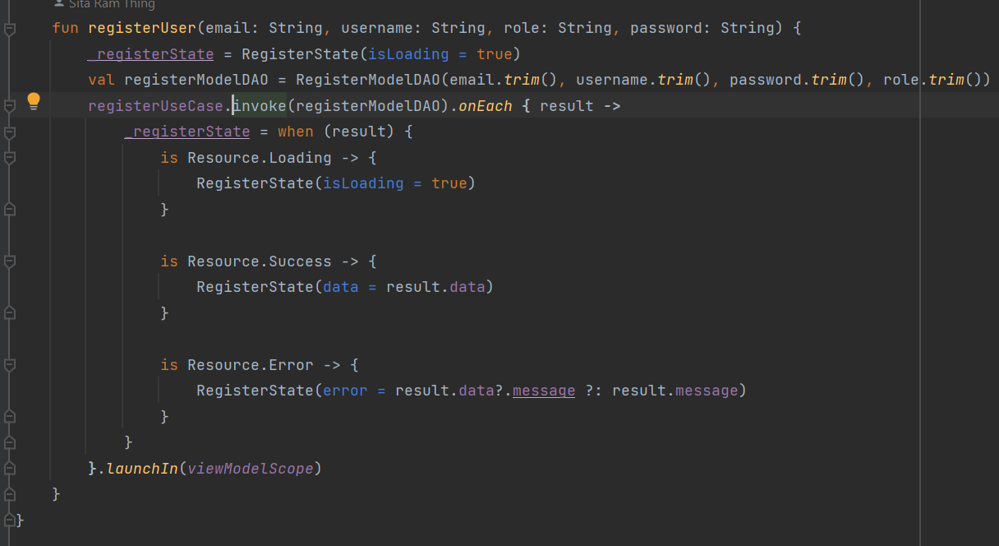 Sita Ram Thing
fun registerUser(email: String, username: String, role: String, password: String) {
_registerState = RegisterState(isLoading = true)
val registerModelDAO = RegisterModelDAO(email.trim(), username.trim(), password.trim(), role.trim())
registerUseCase.invoke(registerModelDAO).onEach { result ->
_registerState = when (result) {
is Resource.Loading -> {
RegisterState(isLoading = true)
}
is Resource.Success -> {
RegisterState(data = result.data)
}
is Resource.Error -> {
RegisterState(error = result.data?.message ?: result.message)
}
}
}.launchIn(viewModelScope)
}
}